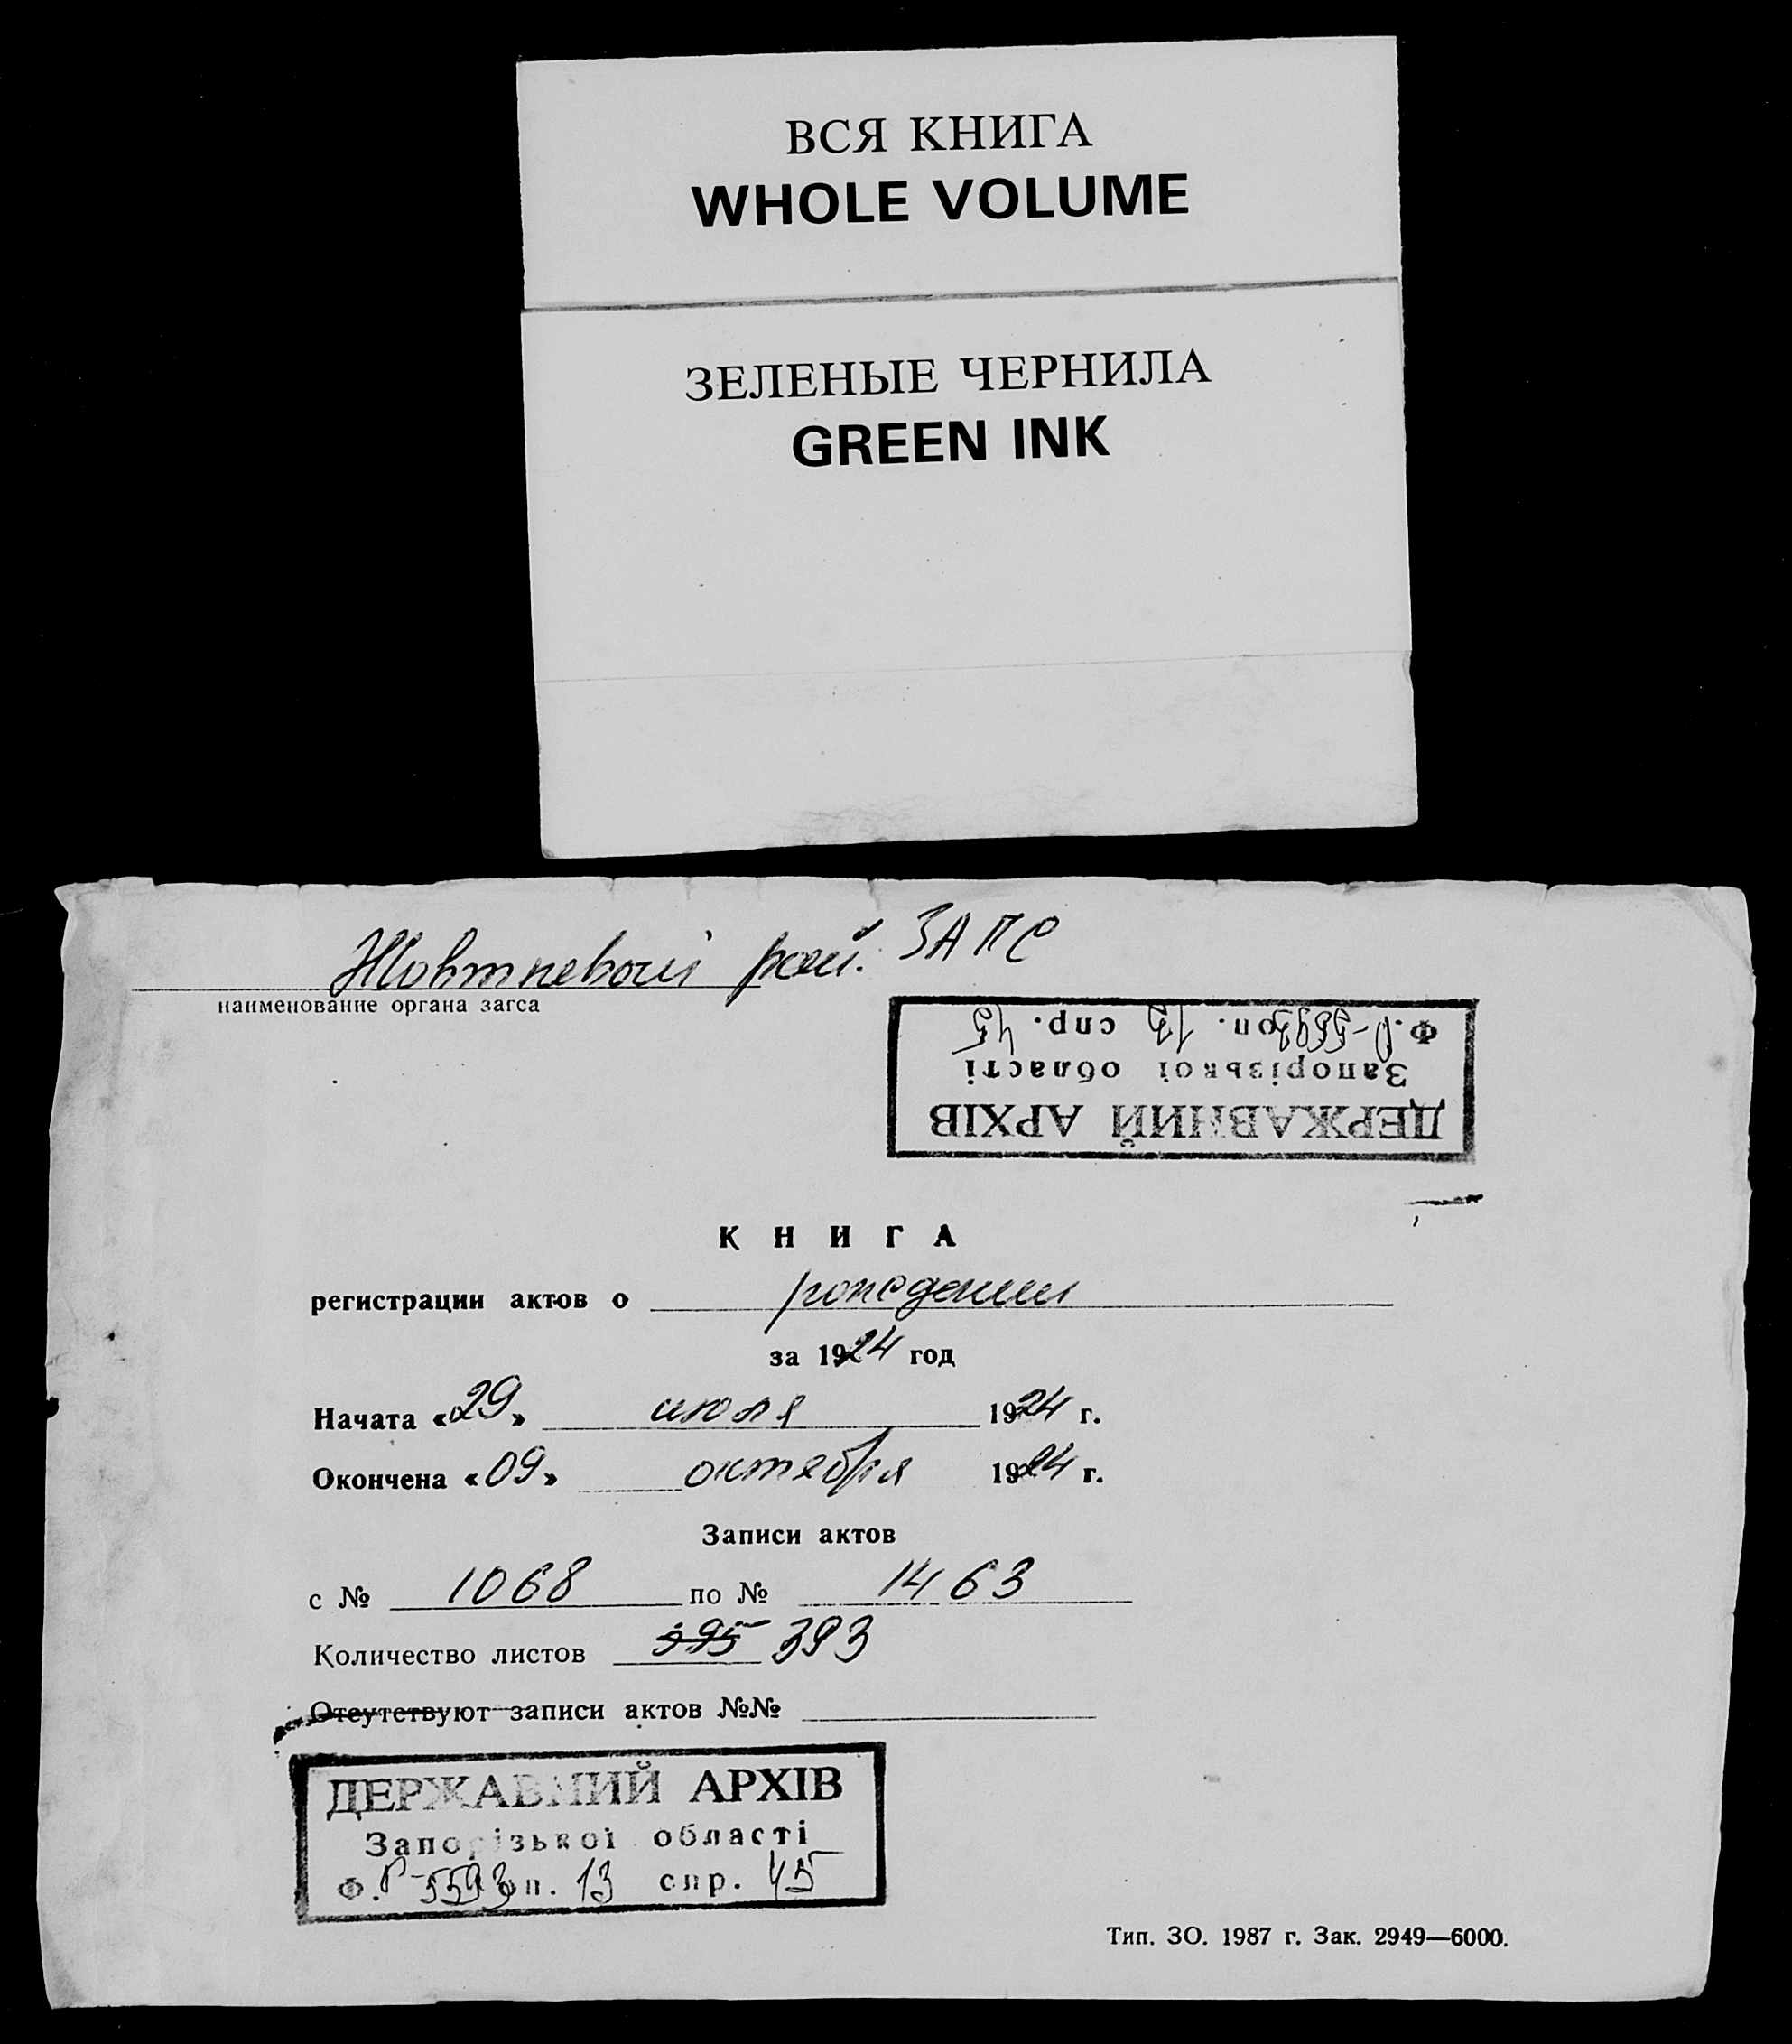 ВСЯ КНИГА
WHOLE VOLUME
ЗЕЛЕНЫЕ ЧЕРНИЛА
GREEN INK
Жовтневый рай. ЗАГС
наименование органа загса
Ф. Р-5593 оп. 13 спр. 45
Запорізької області
ДЕРЖАВНИЙ АРХІВ
КНИГА
регистрации актов о рождении
за 1924 год
Начата «29» июля 1924 г.
Окончена «09» октября 1924 г.
Записи актов
с № 1068 по № 1463
Количество листов 395 393
Отсутствуют записи актов №№
ДЕРЖАВНИЙ АРХІВ
Запорізької області
Ф. Р-5593 оп. 13 спр. 45
Тип. ЗО. 1987 г. Зак. 2949—6000.